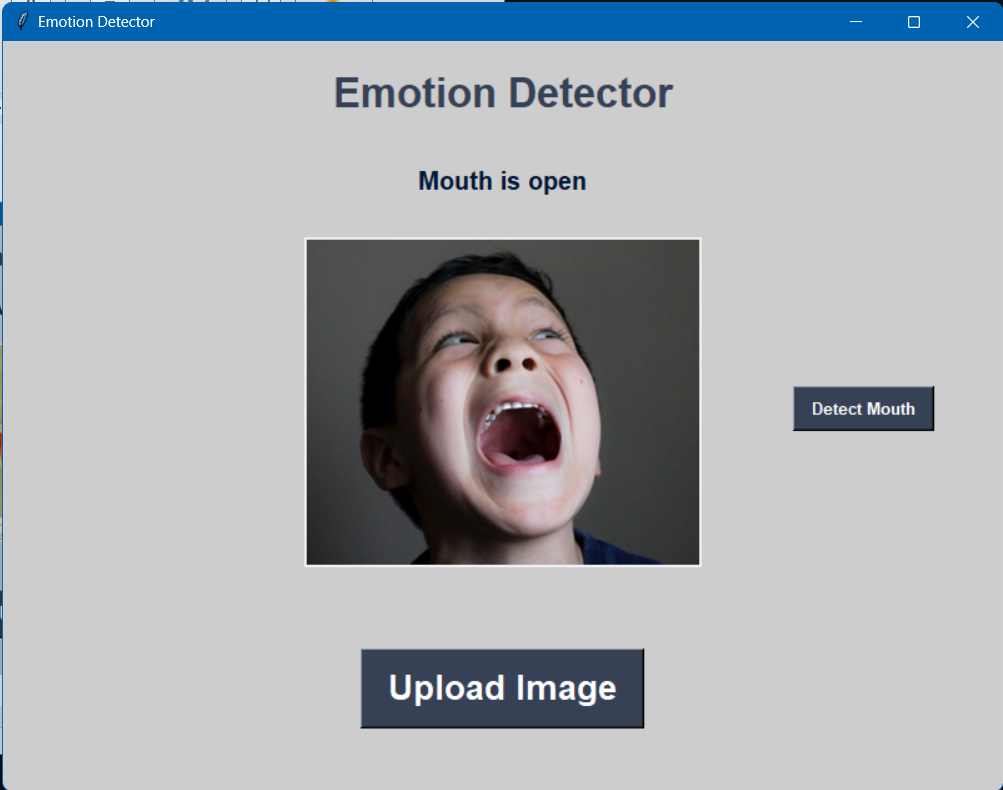 Emotion Detector
Emotion Detector
Mouth is open
Detect Mouth
Upload Image